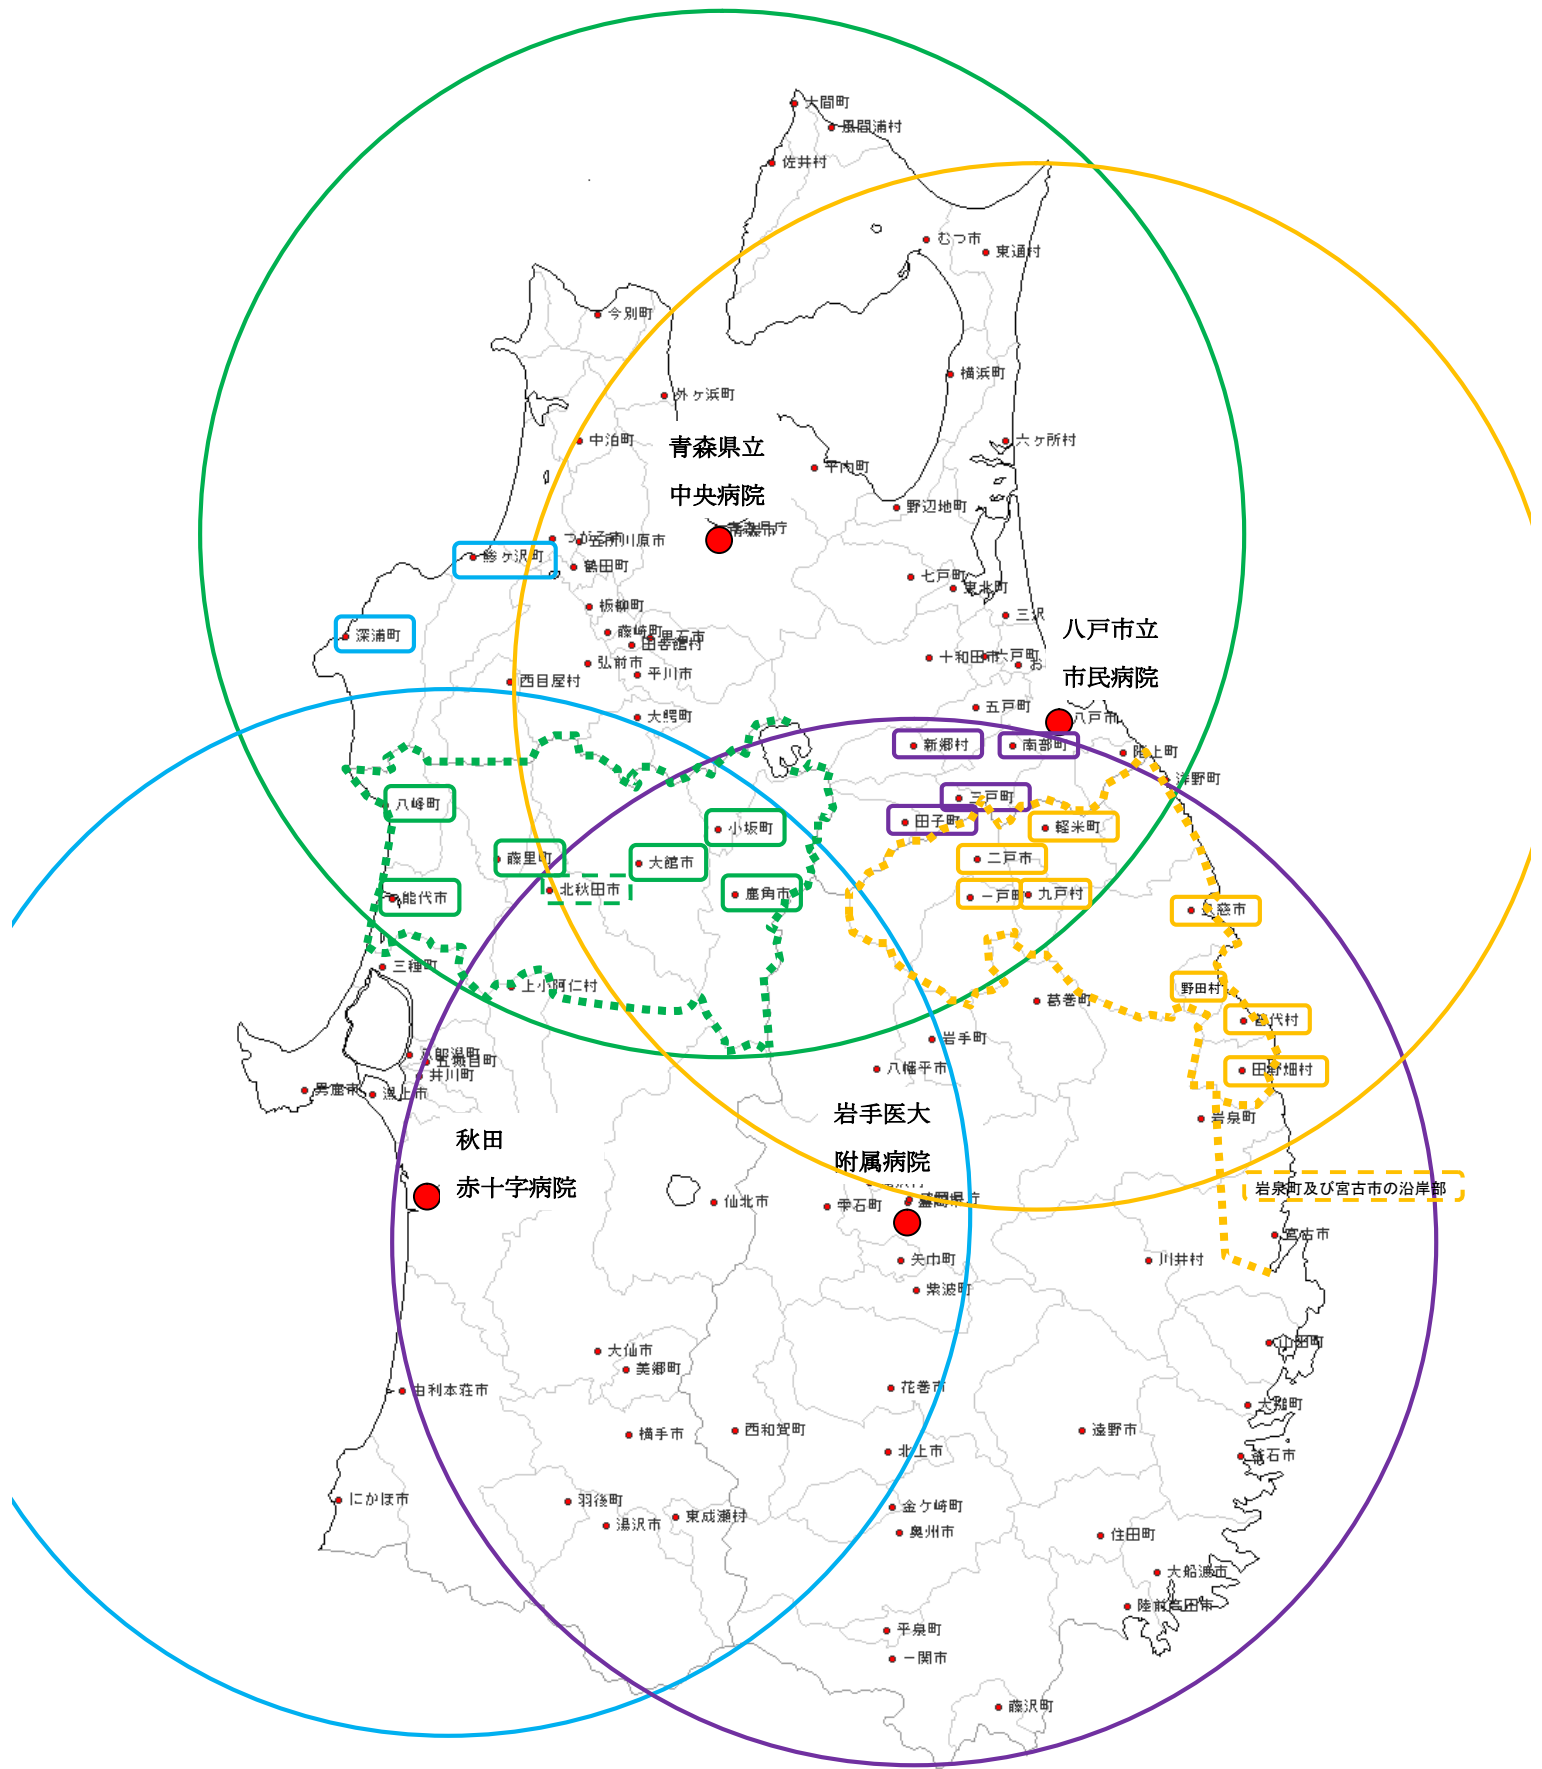 大間町
風間浦村
佐井村
むつ市
東通村
今別町
横浜町
外ヶ浜町
中泊町
六ヶ所村
青森県立
中央病院
平内町
野辺地町
五所川原市
鰺ヶ沢町
鶴田町
七戸町
東北町
板柳町
三沢
藤崎町
黒石市
田舎館村
八戸市立
市民病院
深浦町
弘前市
平川市
十和田市
六戸町
お
西目屋村
大鰐町
五戸町
八戸市
新郷村
南部町
階上町
洋野町
八峰町
三戸町
小坂町
田子町
軽米町
藤里町
大館市
二戸市
北秋田市
鹿角市
能代市
一戸町
九戸村
慈市
三種町
上小阿仁村
野田村
葛巻町
普代村
岩手町
五城目町
井川町
八幡平市
田野畑村
男鹿市
潟上市
岩手医大
附属病院
岩泉町
秋田
赤十字病院
岩泉町及び宮古市の沿岸部
仙北市
雫石町
宮古市
矢巾町
川井村
紫波町
山田町
大仙市
美郷町
由利本荘市
花巻市
大槌町
横手市
西和賀町
遠野市
北上市
釜石市
にかほ市
羽後町
湯沢市
東成瀬村
金ケ崎町
奥州市
住田町
大船渡市
陸前高田市
平泉町
一関市
藤沢町